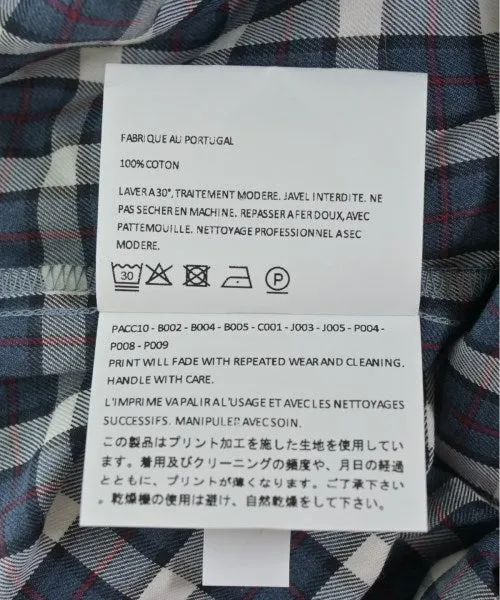 FABRIQUE AU PORTUGAL
100% COTON
LAVER A 30°, TRAITEMENT MODERE. JAVEL INTERDITE. NE
PAS SECHER EN MACHINE. REPASSER A FER DOUX, AVEC
PATTEMOUILLE. NETTOYAGE PROFESSIONNEL A SEC
MODERE.
30 P
PACC10 - B002 - B004 - B005 - C001 - J003 - J005 - P004 -
P008 - P009
PRINT WILL FADE WITH REPEATED WEAR AND CLEANING.
HANDLE WITH CARE.
L'IMPRIME VA PALIR A L'USAGE ET AVEC LES NETTOYAGES
SUCCESSIFS. MANIPULER AVEC SOIN.
この製品はプリント加工を施した生地を使用してい
ます。着用及びクリーニングの頻度や、月日の経過
とともに、プリントが薄くなります。ご了承下さい
。乾燥機の使用は避け、自然乾燥をして下さい。